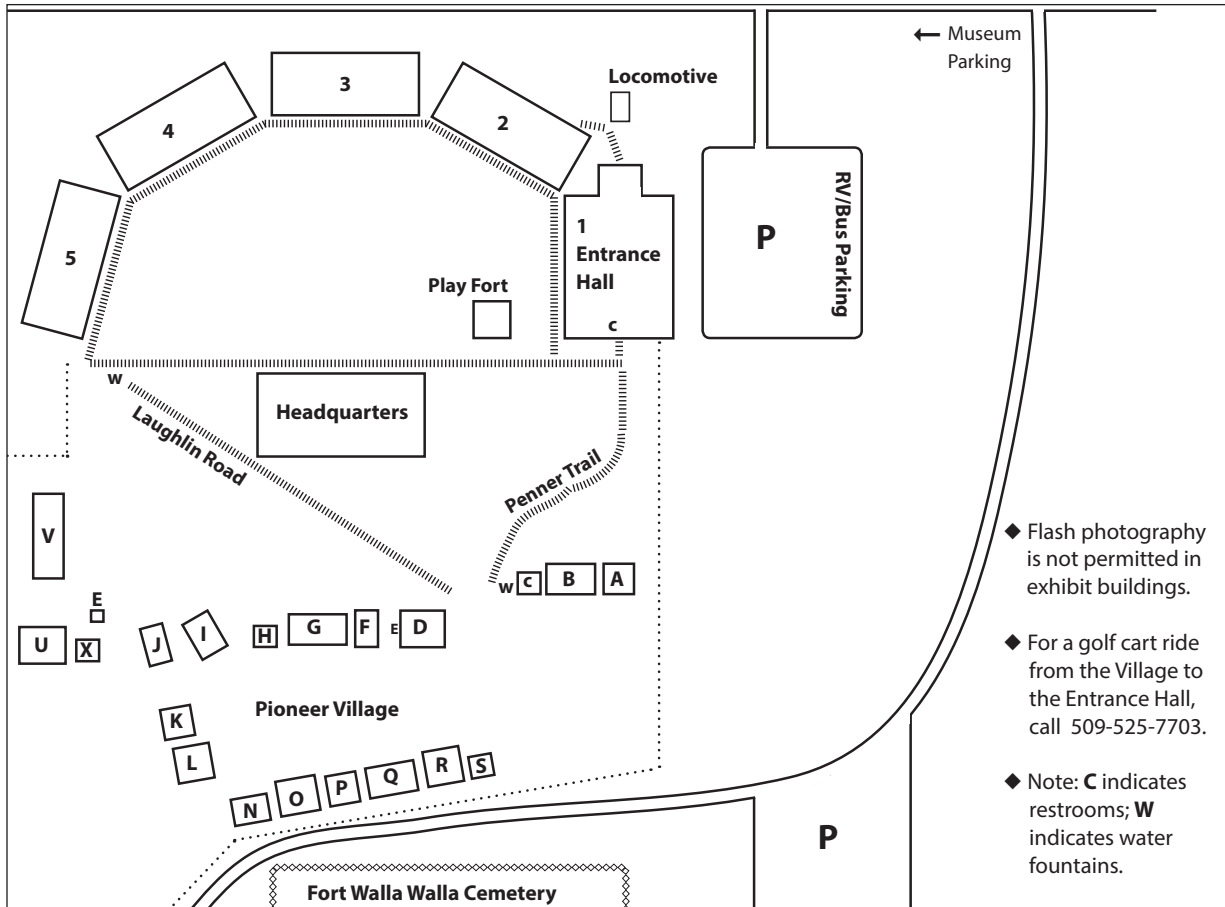 ← Museum
Parking
Locomotive
3
2
4
5
1
Entrance
Hall
c
P
RV/Bus Parking
Play Fort
w
Headquarters
Laughlin Road
Penner Trail
V
w
c
B
A
E
U
X
J
I
H
G
F
E
D
Pioneer Village
K
L
N
O
P
Q
R
S
P
Fort Walla Walla Cemetery
◆ Flash photography
is not permitted in
exhibit buildings.
◆ For a golf cart ride
from the Village to
the Entrance Hall,
call 509-525-7703.
◆ Note: C indicates
restrooms; W
indicates water
fountains.